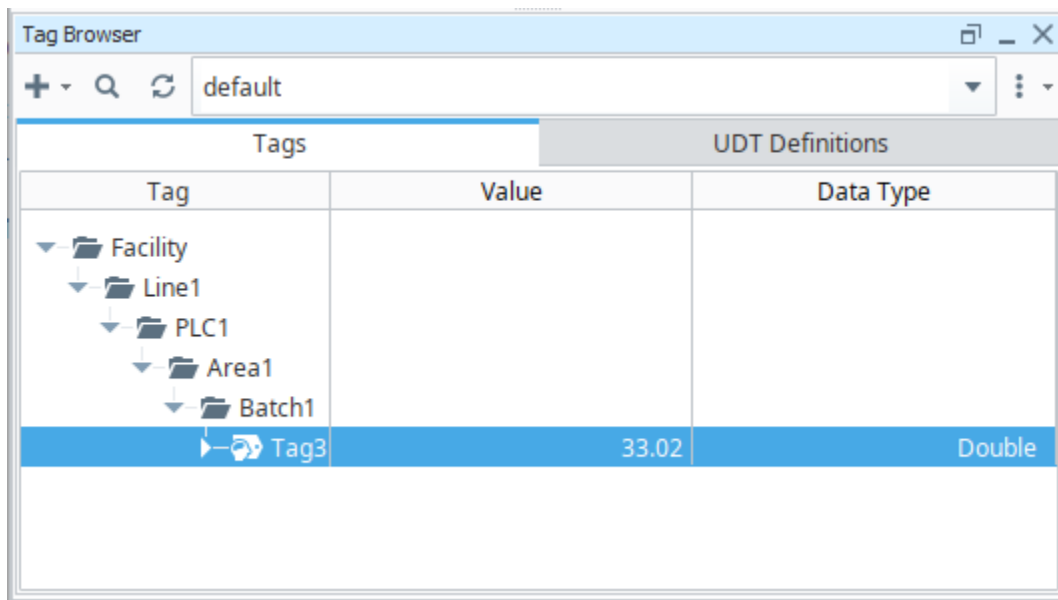 Tag Browser
default
Tags UDT Definitions
Tag Value Data Type
Facility
Line1
PLC1
Area1
Batch1
Tag3 33.02 Double